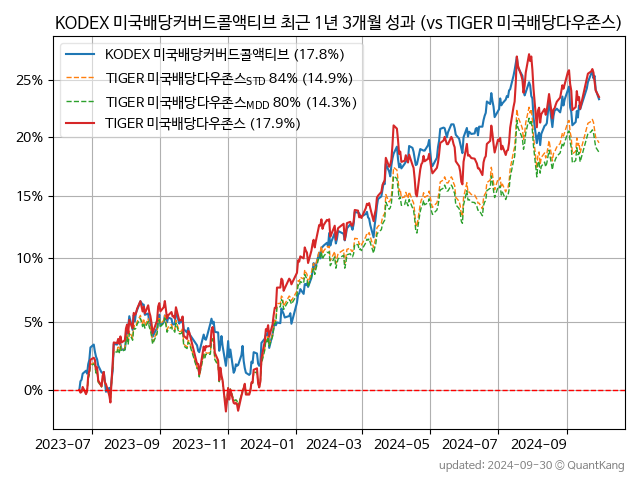 KODEX 미국배당커버드콜액티브 최근 1년 3개월 성과 (vs TIGER 미국배당다우존스)
KODEX 미국배당커버드콜액티브 (17.8%)
TIGER 미국배당다우존스STD 84% (14.9%)
TIGER 미국배당다우존스MDD 80% (14.3%)
TIGER 미국배당다우존스 (17.9%)
25%
20%
15%
10%
5%
0%
2023-07 2023-09 2023-11 2024-01 2024-03 2024-05 2024-07 2024-09
updated: 2024-09-30 © QuantKang